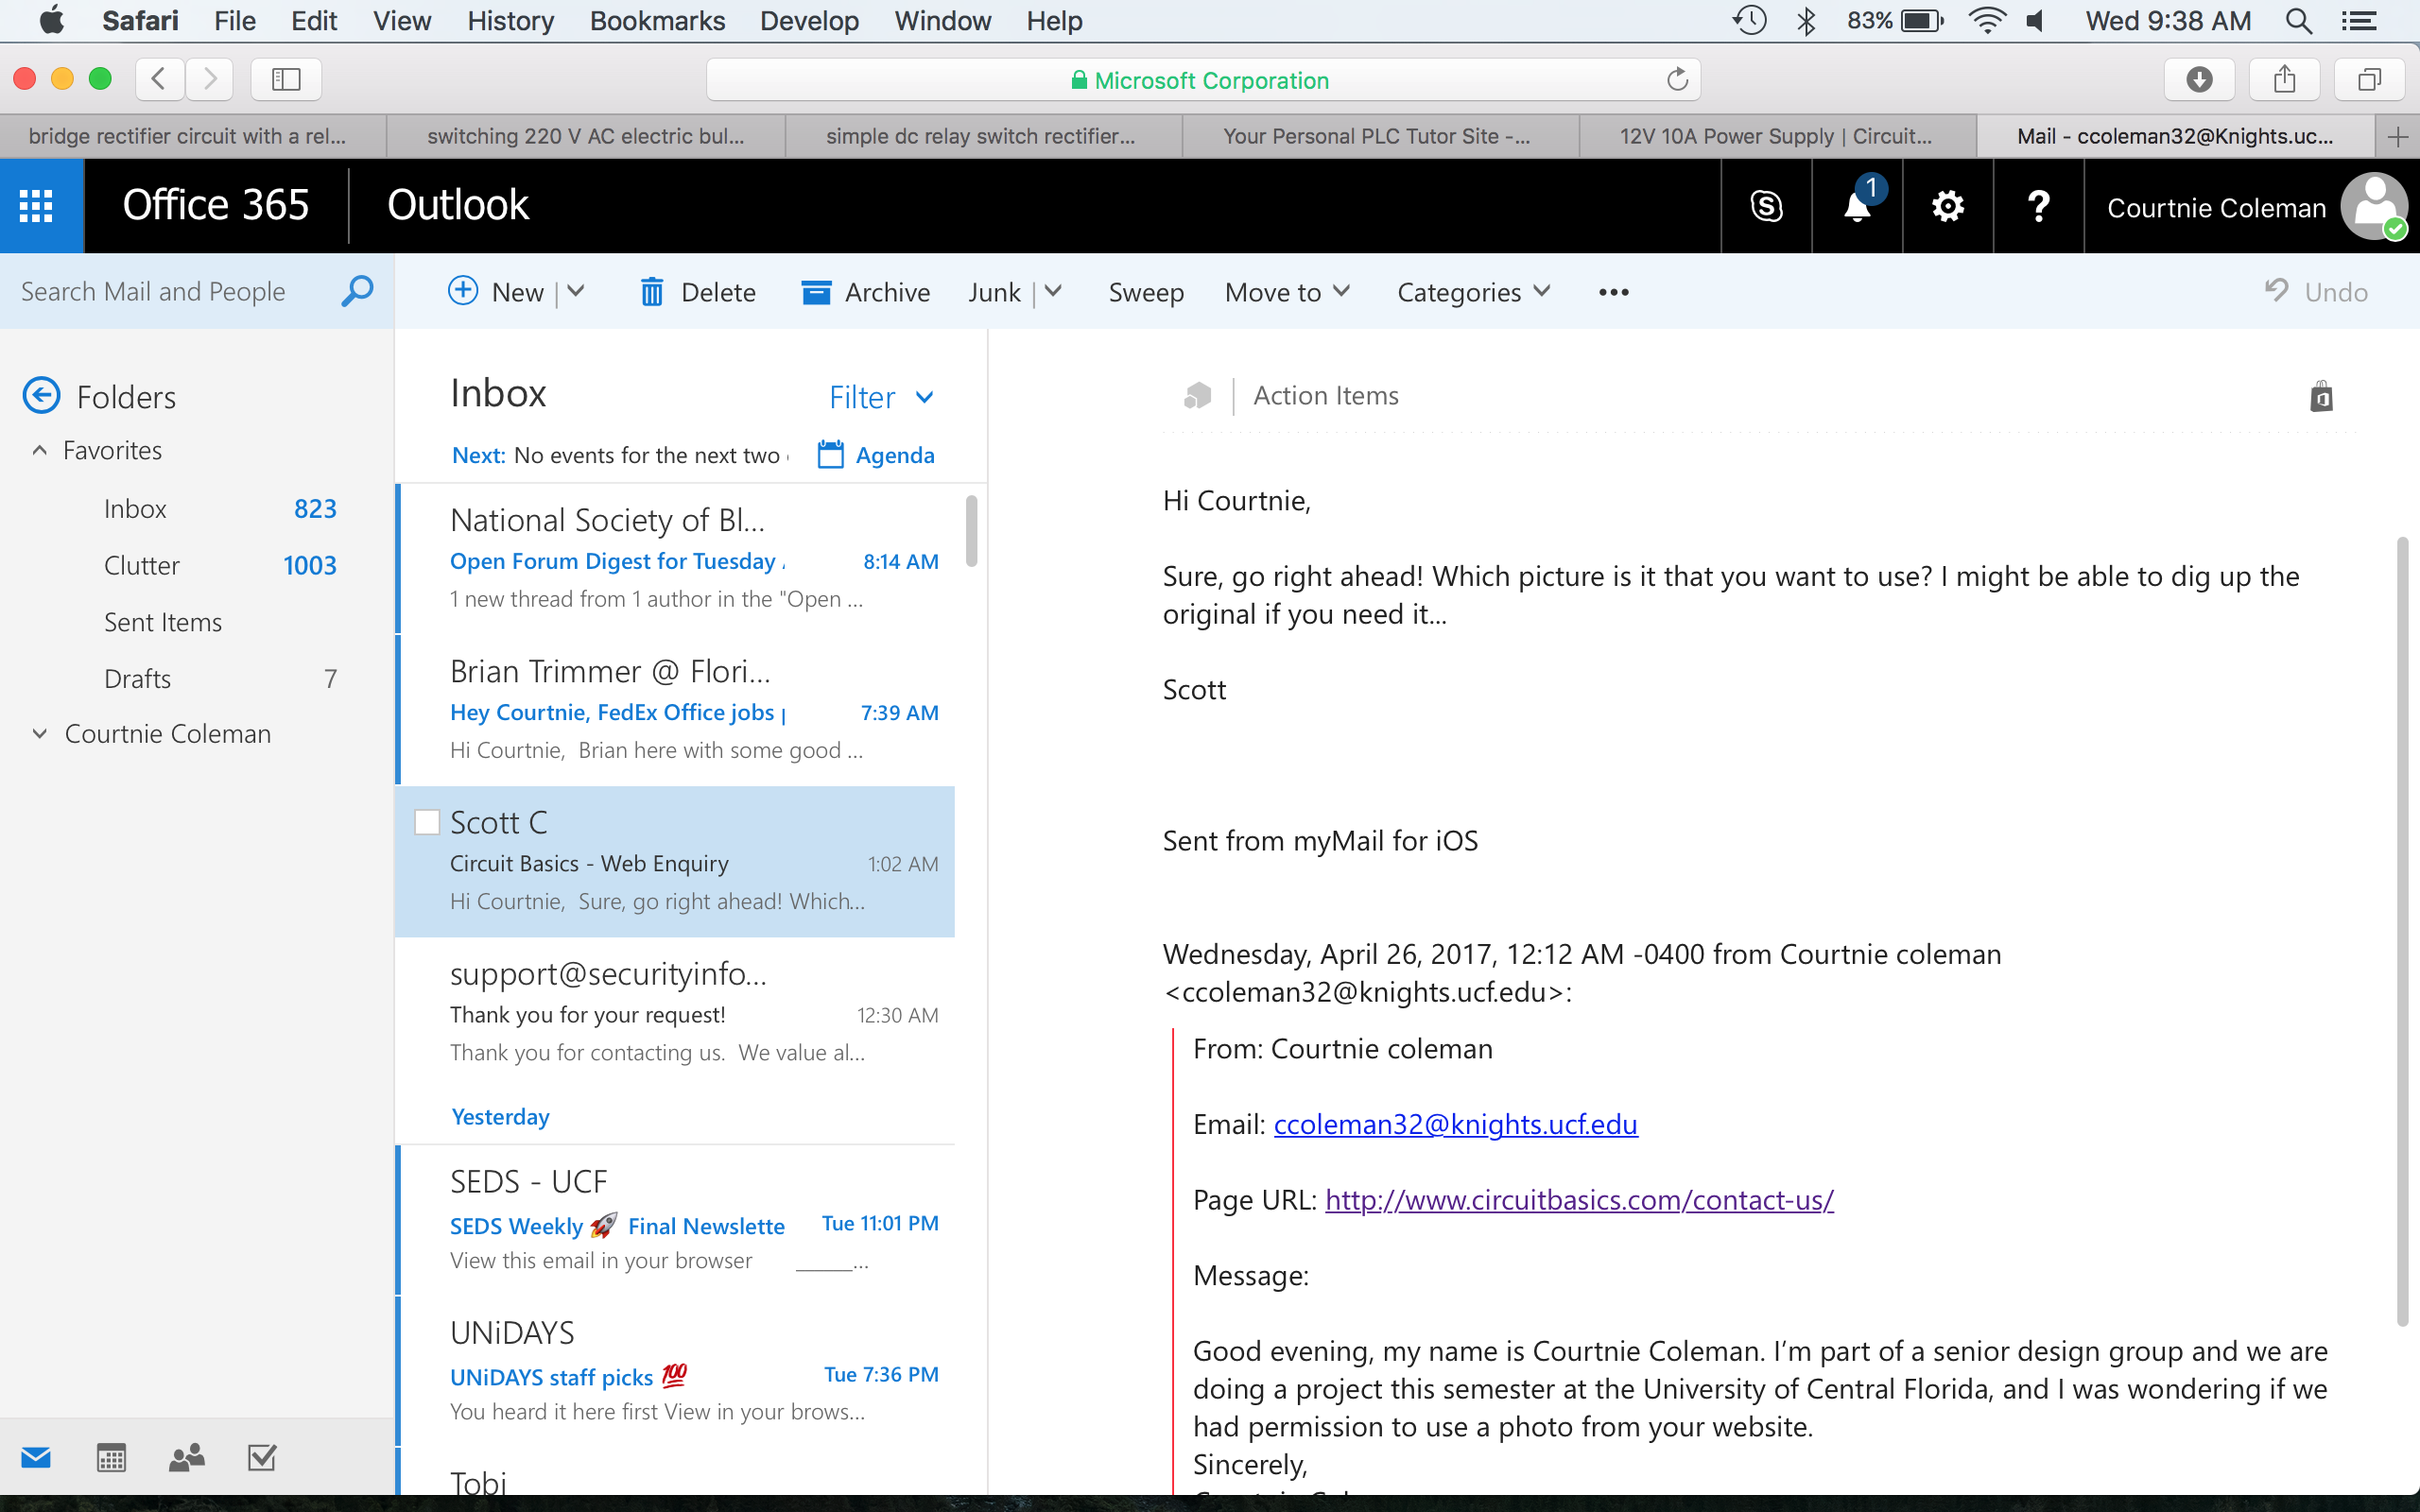 Safari File Edit View History Bookmarks Develop Window Help 83% Wed 9:38 AM
Microsoft Corporation
bridge rectifier circuit with a rel... switching 220 V AC electric bul... simple dc relay switch rectifier... Your Personal PLC Tutor Site -... 12V 10A Power Supply | Circuit... Mail - ccoleman32@Knights.uc...
Office 365 Outlook 1 ? Courtnie Coleman
Search Mail and People New Delete Archive Junk Sweep Move to Categories ••• Undo
Folders
Favorites
Inbox 823
Clutter 1003
Sent Items
Drafts 7
Courtnie Coleman
Inbox Filter
Next: No events for the next two Agenda
National Society of Bl...
Open Forum Digest for Tuesday 8:14 AM
1 new thread from 1 author in the "Open ...
Brian Trimmer @ Flori...
Hey Courtnie, FedEx Office jobs 7:39 AM
Hi Courtnie, Brian here with some good ...
Scott C
Circuit Basics - Web Enquiry 1:02 AM
Hi Courtnie, Sure, go right ahead! Which...
support@securityinfo...
Thank you for your request! 12:30 AM
Thank you for contacting us. We value al...
Yesterday
SEDS - UCF
SEDS Weekly 🚀 Final Newslette Tue 11:01 PM
View this email in your browser ______...
UNiDAYS
UNiDAYS staff picks 💯 Tue 7:36 PM
You heard it here first View in your brows...
Tobi
Action Items
Hi Courtnie,
Sure, go right ahead! Which picture is it that you want to use? I might be able to dig up the
original if you need it...
Scott
Sent from myMail for iOS
Wednesday, April 26, 2017, 12:12 AM -0400 from Courtnie coleman
<ccoleman32@knights.ucf.edu>:
From: Courtnie coleman
Email: ccoleman32@knights.ucf.edu
Page URL: http://www.circuitbasics.com/contact-us/
Message:
Good evening, my name is Courtnie Coleman. I'm part of a senior design group and we are
doing a project this semester at the University of Central Florida, and I was wondering if we
had permission to use a photo from your website.
Sincerely,